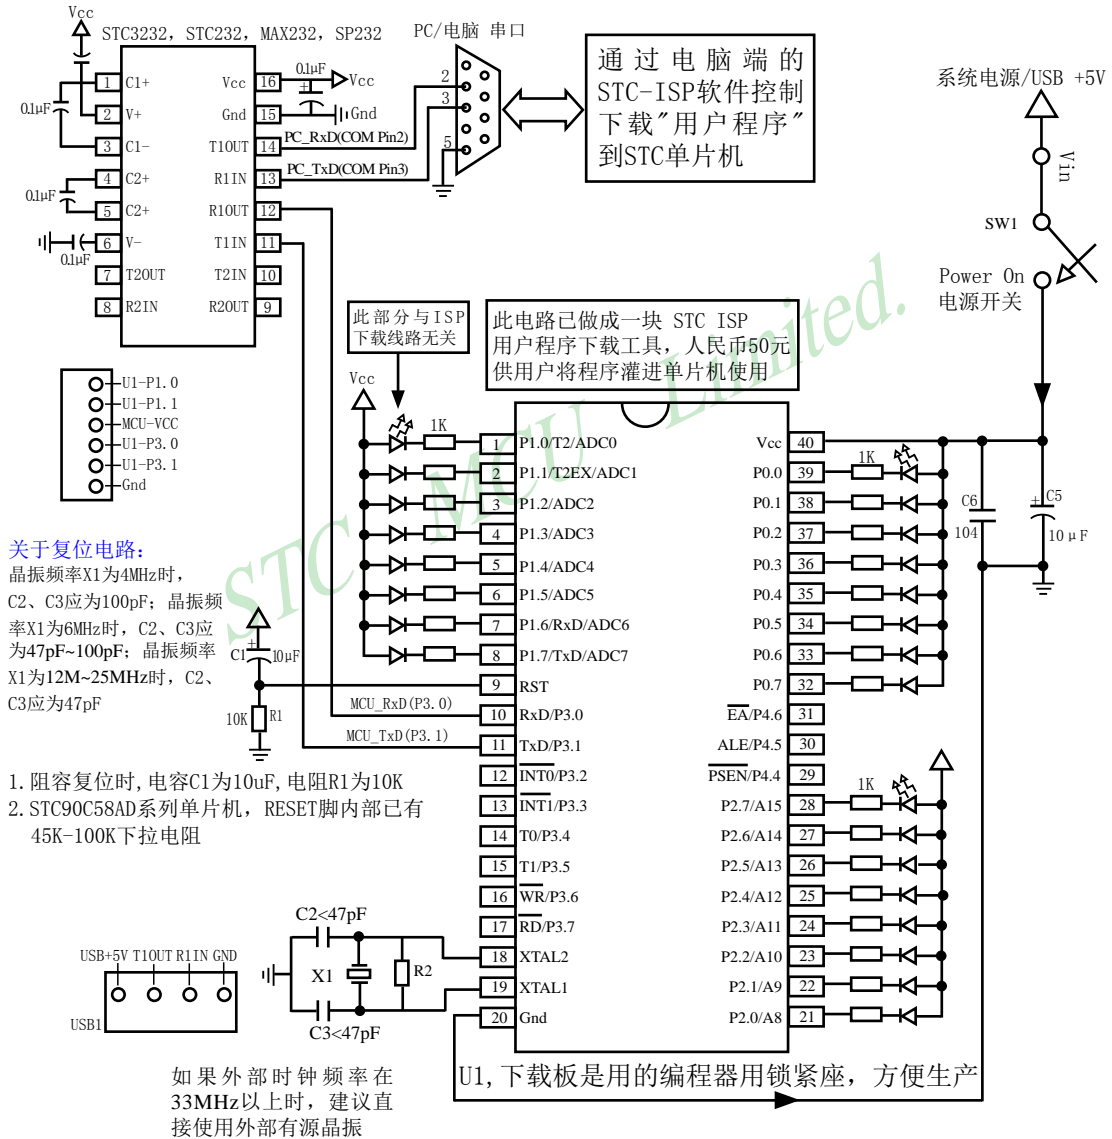 Vcc
STC3232, STC232, MAX232, SP232
PC/电脑 串口
通过电脑端的
STC-ISP软件控制
下载"用户程序"
到STC单片机
系统电源/USB +5V
Vin
SW1
Power On
电源开关
0.1μF
0.1μF
0.1μF
0.1μF
+
Vcc
Gnd
1 C1+
2 V+
3 C1-
4 C2+
5 C2+
6 V-
7 T2OUT
8 R2IN
Vcc 16
Gnd 15
T1OUT 14
R1IN 13
R1OUT 12
T1IN 11
T2IN 10
R2OUT 9
PC_RxD(COM Pin2)
PC_TxD(COM Pin3)
2
3
5
此部分与ISP
下载线路无关
此电路已做成一块 STC ISP
用户程序下载工具，人民币50元
供用户将程序灌进单片机使用
U1-P1.0
U1-P1.1
MCU-VCC
U1-P3.0
U1-P3.1
Gnd
Vcc
1K
1 P1.0/T2/ADC0
2 P1.1/T2EX/ADC1
3 P1.2/ADC2
4 P1.3/ADC3
5 P1.4/ADC4
6 P1.5/ADC5
7 P1.6/RxD/ADC6
8 P1.7/TxD/ADC7
9 RST
10 RxD/P3.0
11 TxD/P3.1
12 INT0/P3.2
13 INT1/P3.3
14 T0/P3.4
15 T1/P3.5
16 WR/P3.6
17 RD/P3.7
18 XTAL2
19 XTAL1
20 Gnd
Vcc 40
P0.0 39
P0.1 38
P0.2 37
P0.3 36
P0.4 35
P0.5 34
P0.6 33
P0.7 32
EA/P4.6 31
ALE/P4.5 30
PSEN/P4.4 29
P2.7/A15 28
P2.6/A14 27
P2.5/A13 26
P2.4/A12 25
P2.3/A11 24
P2.2/A10 23
P2.1/A9 22
P2.0/A8 21
1K
1K
C6
104
+
C5
10μF
关于复位电路：
晶振频率X1为4MHz时，
C2、C3应为100pF；晶振频
率X1为6MHz时，C2、C3应
为47pF~100pF；晶振频率
X1为12M~25MHz时，C2、
C3应为47pF
+
C1
10μF
10K
R1
MCU_RxD(P3.0)
MCU_TxD(P3.1)
1. 阻容复位时,电容C1为10uF,电阻R1为10K
2. STC90C58AD系列单片机，RESET脚内部已有
45K-100K下拉电阻
C2<47pF
X1
R2
C3<47pF
USB+5V T1OUT R1IN GND
USB1
U1,下载板是用的编程器用锁紧座，方便生产
如果外部时钟频率在
33MHz以上时，建议直
接使用外部有源晶振
STC MCU Limited.